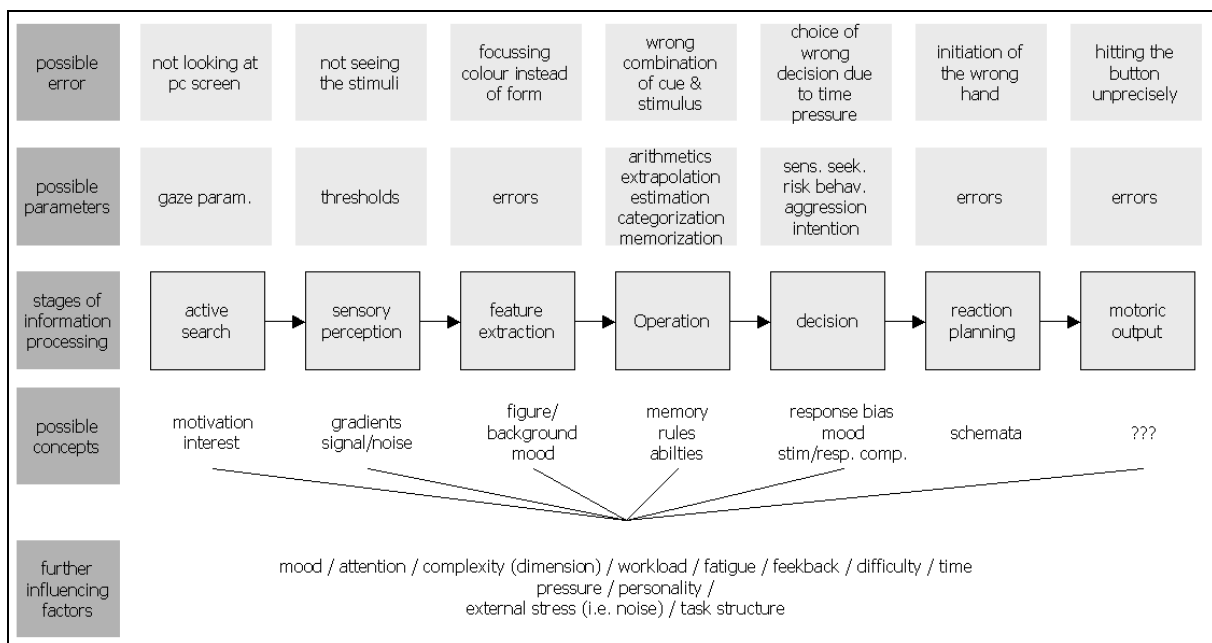 possible
error
not looking at
pc screen
not seeing
the stimuli
focussing
colour instead
of form
wrong
combination
of cue &
stimulus
choice of
wrong
decision due
to time
pressure
initiation of
the wrong
hand
hitting the
button
unprecisely
possible
parameters
gaze param.
thresholds
errors
arithmetics
extrapolation
estimation
categorization
memorization
sens. seek.
risk behav.
aggression
intention
errors
errors
stages of
information
processing
active
search
sensory
perception
feature
extraction
Operation
decision
reaction
planning
motoric
output
possible
concepts
motivation
interest
gradients
signal/noise
figure/
background
mood
memory
rules
abilties
response bias
mood
stim/resp. comp.
schemata
???
further
influencing
factors
mood / attention / complexity (dimension) / workload / fatigue / feekback / difficulty / time
pressure / personality /
external stress (i.e. noise) / task structure